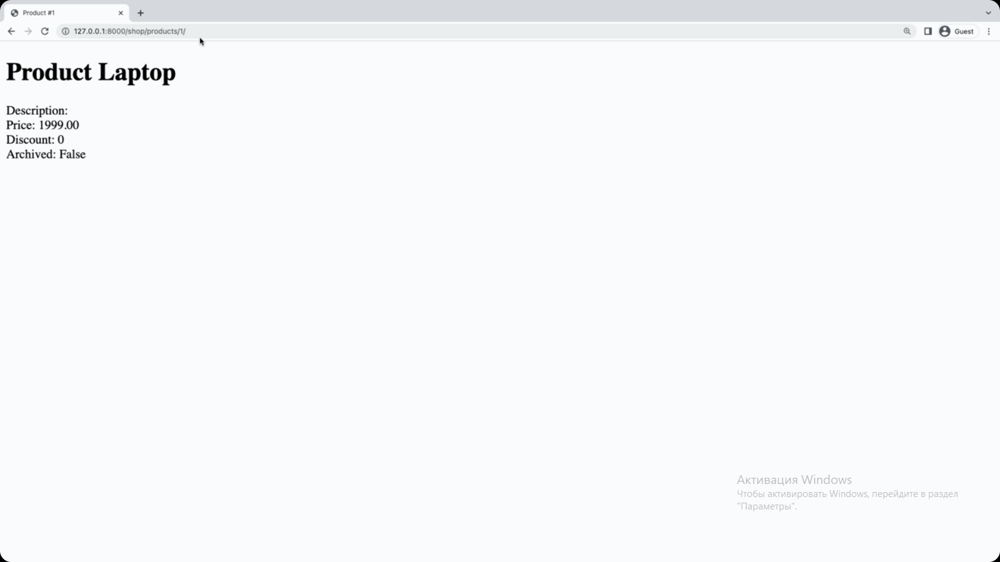 Product #1
127.0.0.1:8000/shop/products/1/
Guest
Product Laptop
Description:
Price: 1999.00
Discount: 0
Archived: False
Активация Windows
Чтобы активировать Windows, перейдите в раздел
"Параметры".